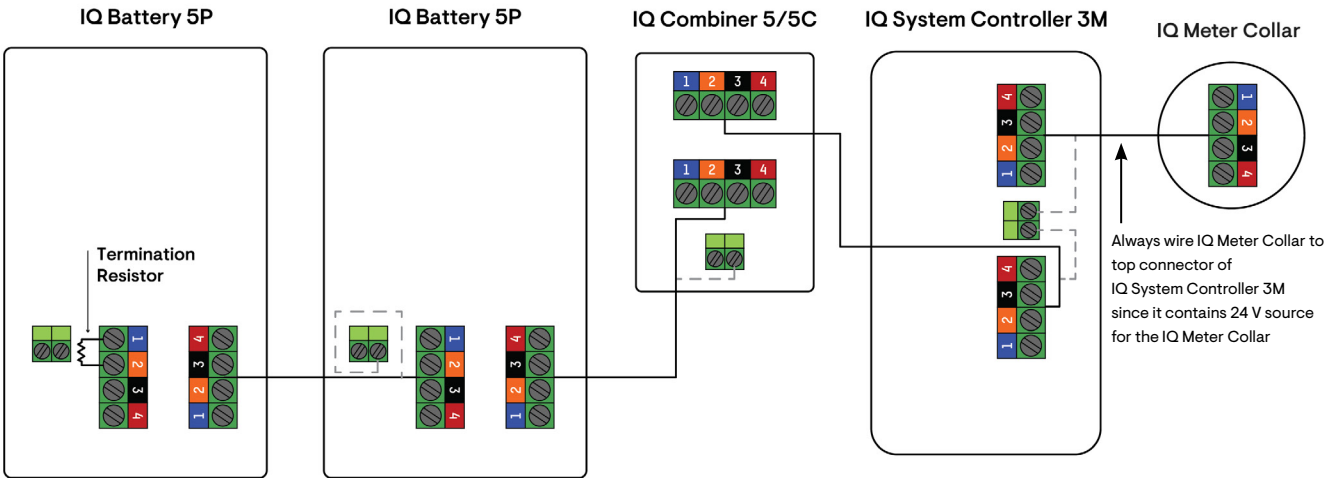 IQ Battery 5P
IQ Battery 5P
IQ Combiner 5/5C
IQ System Controller 3M
IQ Meter Collar
1 2 3 4
1 2 3 4
4
3
2
1
1
2
3
4
Always wire IQ Meter Collar to
top connector of
IQ System Controller 3M
since it contains 24 V source
for the IQ Meter Collar
4
3
2
1
Termination
Resistor
1
2
3
4
4
3
2
1
1
2
3
4
4
3
2
1